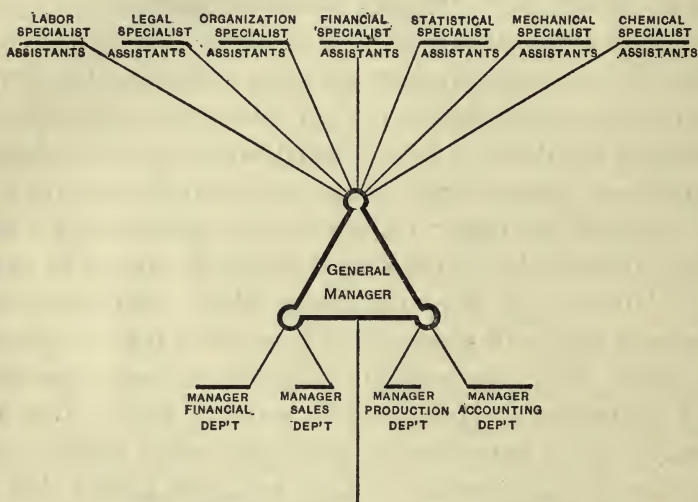 LABOR
SPECIALIST
ASSISTANTS
LEGAL
SPECIALIST
ASSISTANTS
ORGANIZATION
SPECIALIST
ASSISTANTS
FINANCIAL
SPECIALIST
ASSISTANTS
STATISTICAL
SPECIALIST
ASSISTANTS
MECHANICAL
SPECIALIST
ASSISTANTS
CHEMICAL
SPECIALIST
ASSISTANTS
GENERAL
MANAGER
MANAGER
FINANCIAL
DEP'T
MANAGER
SALES
DEP'T
MANAGER
PRODUCTION
DEP'T
MANAGER
ACCOUNTING
DEP'T